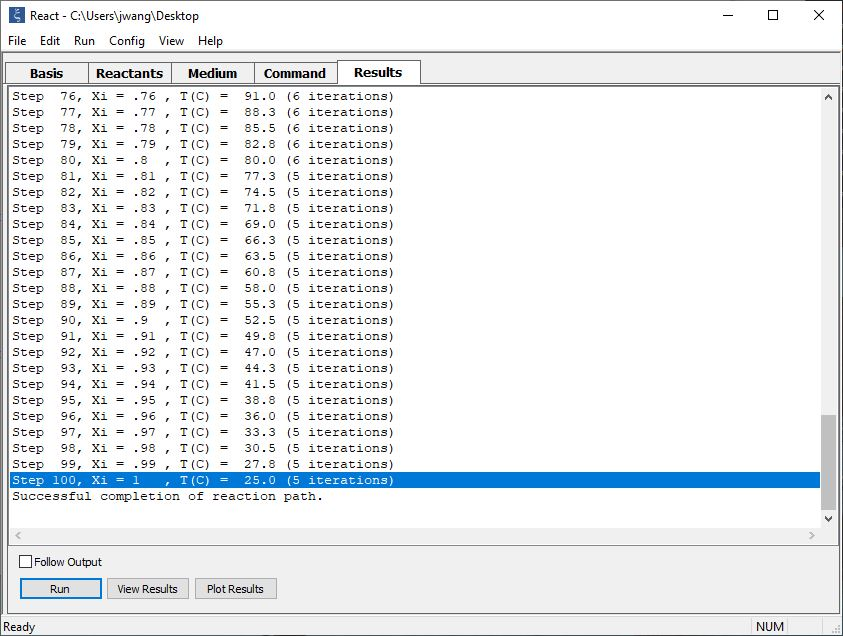 React - C:\Users\jwang\Desktop
File Edit Run Config View Help
Basis Reactants Medium Command Results
Step  76, Xi = .76 , T(C) =  91.0 (6 iterations)
Step  77, Xi = .77 , T(C) =  88.3 (6 iterations)
Step  78, Xi = .78 , T(C) =  85.5 (6 iterations)
Step  79, Xi = .79 , T(C) =  82.8 (6 iterations)
Step  80, Xi = .8  , T(C) =  80.0 (6 iterations)
Step  81, Xi = .81 , T(C) =  77.3 (5 iterations)
Step  82, Xi = .82 , T(C) =  74.5 (5 iterations)
Step  83, Xi = .83 , T(C) =  71.8 (5 iterations)
Step  84, Xi = .84 , T(C) =  69.0 (5 iterations)
Step  85, Xi = .85 , T(C) =  66.3 (5 iterations)
Step  86, Xi = .86 , T(C) =  63.5 (5 iterations)
Step  87, Xi = .87 , T(C) =  60.8 (5 iterations)
Step  88, Xi = .88 , T(C) =  58.0 (5 iterations)
Step  89, Xi = .89 , T(C) =  55.3 (5 iterations)
Step  90, Xi = .9  , T(C) =  52.5 (5 iterations)
Step  91, Xi = .91 , T(C) =  49.8 (5 iterations)
Step  92, Xi = .92 , T(C) =  47.0 (5 iterations)
Step  93, Xi = .93 , T(C) =  44.3 (5 iterations)
Step  94, Xi = .94 , T(C) =  41.5 (5 iterations)
Step  95, Xi = .95 , T(C) =  38.8 (5 iterations)
Step  96, Xi = .96 , T(C) =  36.0 (5 iterations)
Step  97, Xi = .97 , T(C) =  33.3 (5 iterations)
Step  98, Xi = .98 , T(C) =  30.5 (5 iterations)
Step  99, Xi = .99 , T(C) =  27.8 (5 iterations)
Step 100, Xi = 1   , T(C) =  25.0 (5 iterations)
Successful completion of reaction path.
Follow Output
Run View Results Plot Results
Ready NUM